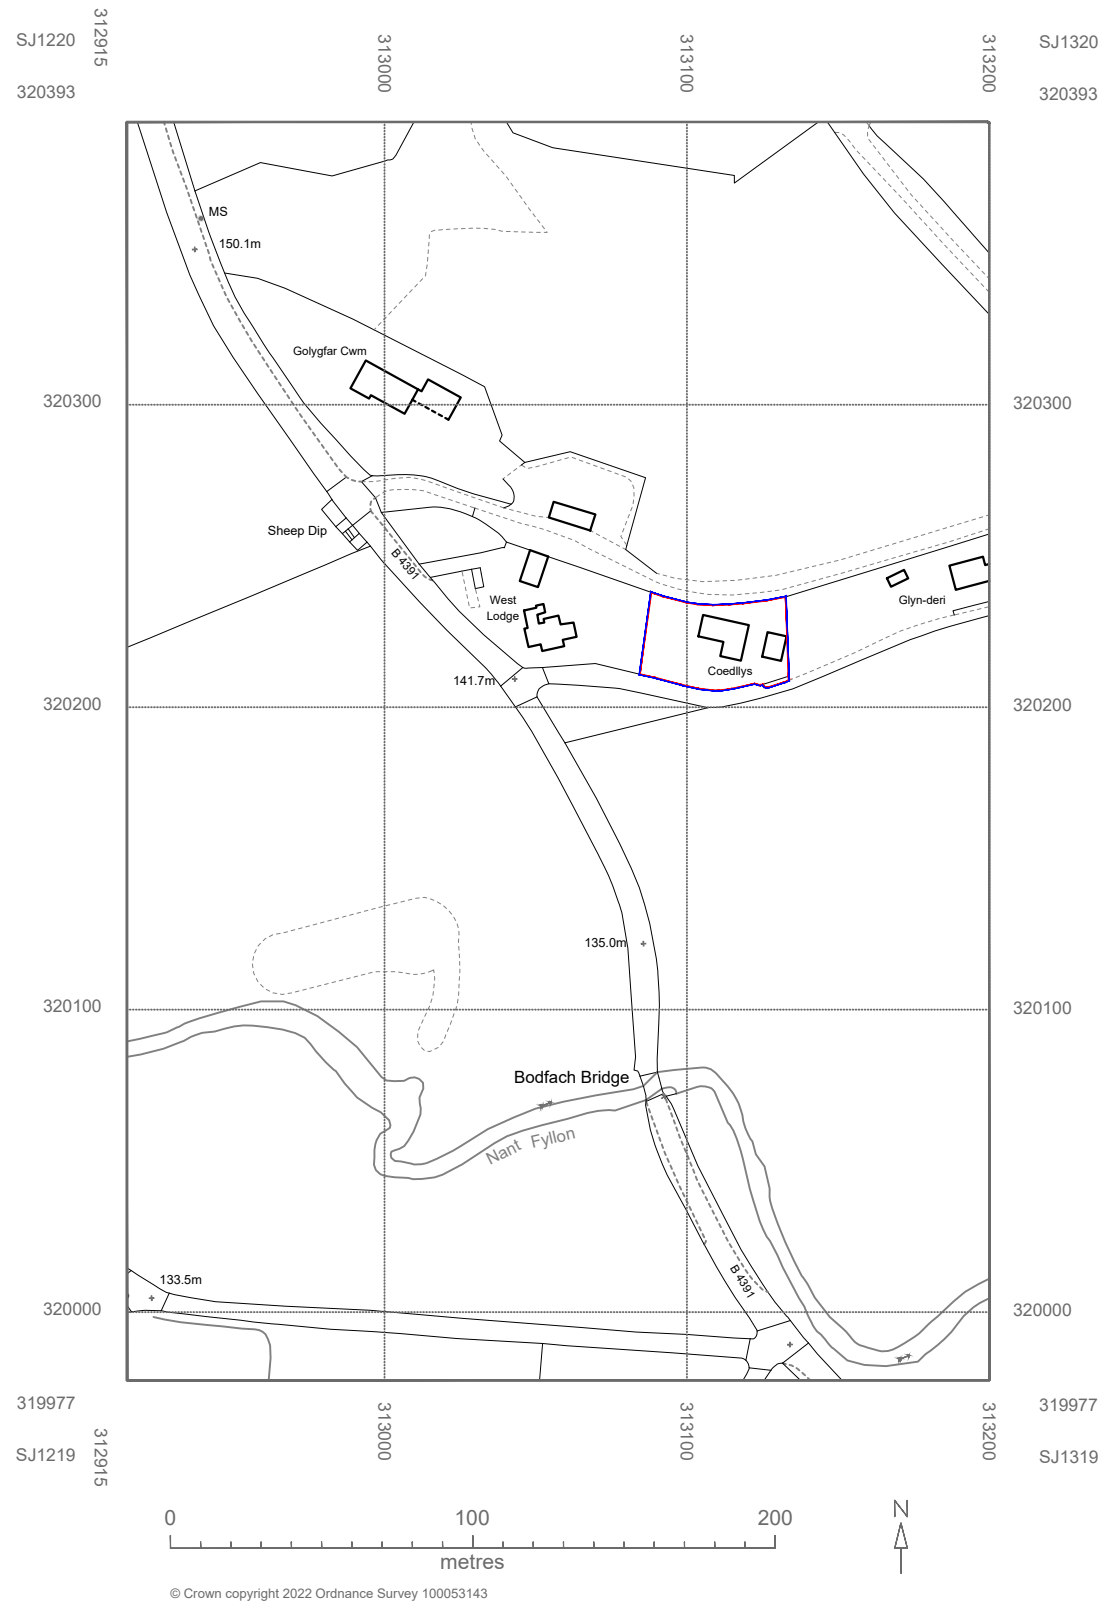 SJ1220
312915
313000
313100
313200
SJ1320
320393
320393
MS
150.1m
Golygfar Cwm
320300
320300
Sheep Dip
B 4391
West
Lodge
Glyn-deri
Coedllys
141.7m
320200
320200
135.0m
320100
320100
Bodfach Bridge
Nant Fyllon
133.5m
B 4391
320000
320000
319977
319977
SJ1219
312915
313000
313100
313200
SJ1319
0 100 200
metres
N
© Crown copyright 2022 Ordnance Survey 100053143